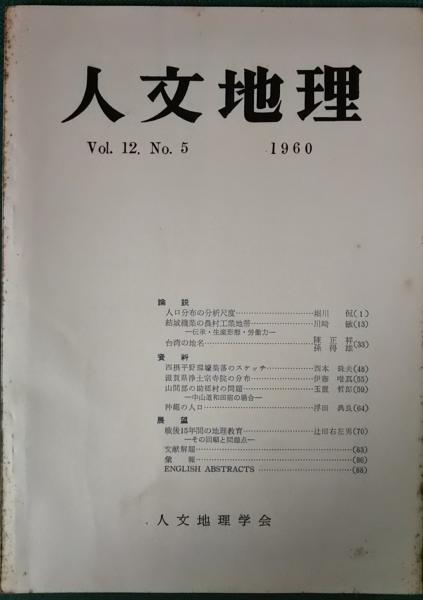 人文地理
Vol. 12. No. 5 1960
論説
人口分布の分析尺度………堀川 侃(1)
結城機業の農村工業地帯………川崎 敏(13)
―伝承・生産形態・労働力―
台湾の地名………陳正祥 孫得雄(33)
資料
西摂平野環壕集落のスケッチ………西本 珠夫(48)
滋賀県浄土宗寺院の分布………伊藤 唯真(55)
山間部の助郷村の問題………玉置 哲郎(59)
―中山道和田宿の場合―
沖縄の人口………浮田 典良(64)
展望
戦後15年間の地理教育………辻田右左男(70)
―その回顧と問題点―
文献解題………(83)
彙報………(86)
ENGLISH ABSTRACTS………(88)
人文地理学会